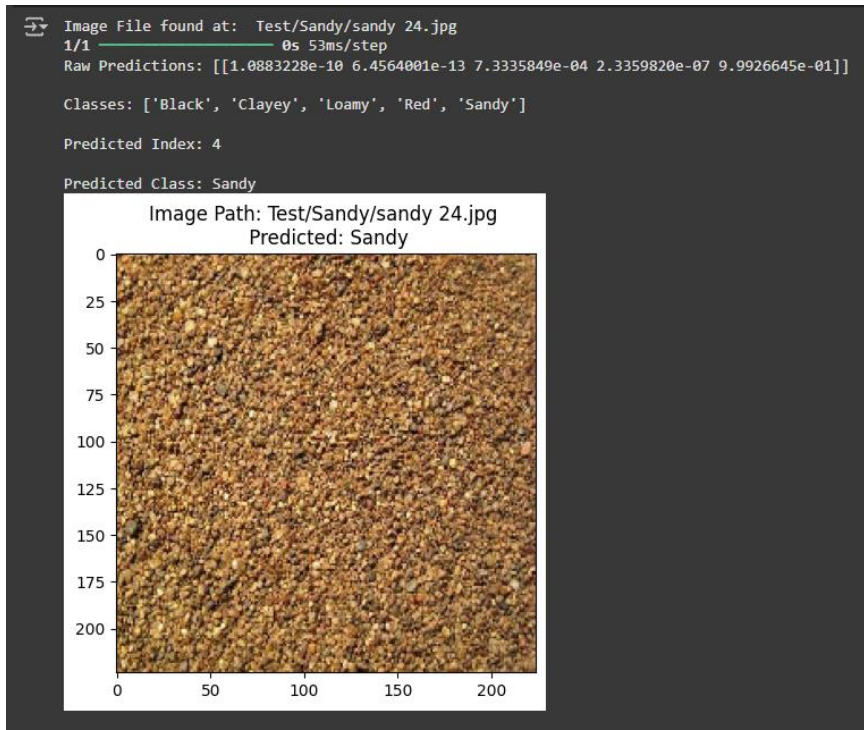 Image File found at:  Test/Sandy/sandy 24.jpg
1/1 ━━━━━━━━━━━━━━━━━━━━ 0s 53ms/step
Raw Predictions: [[1.0883228e-10 6.4564001e-13 7.3335849e-04 2.3359820e-07 9.9926645e-01]]
Classes: ['Black', 'Clayey', 'Loamy', 'Red', 'Sandy']
Predicted Index: 4
Predicted Class: Sandy
Image Path: Test/Sandy/sandy 24.jpg
Predicted: Sandy
0
25
50
75
100
125
150
175
200
0 50 100 150 200